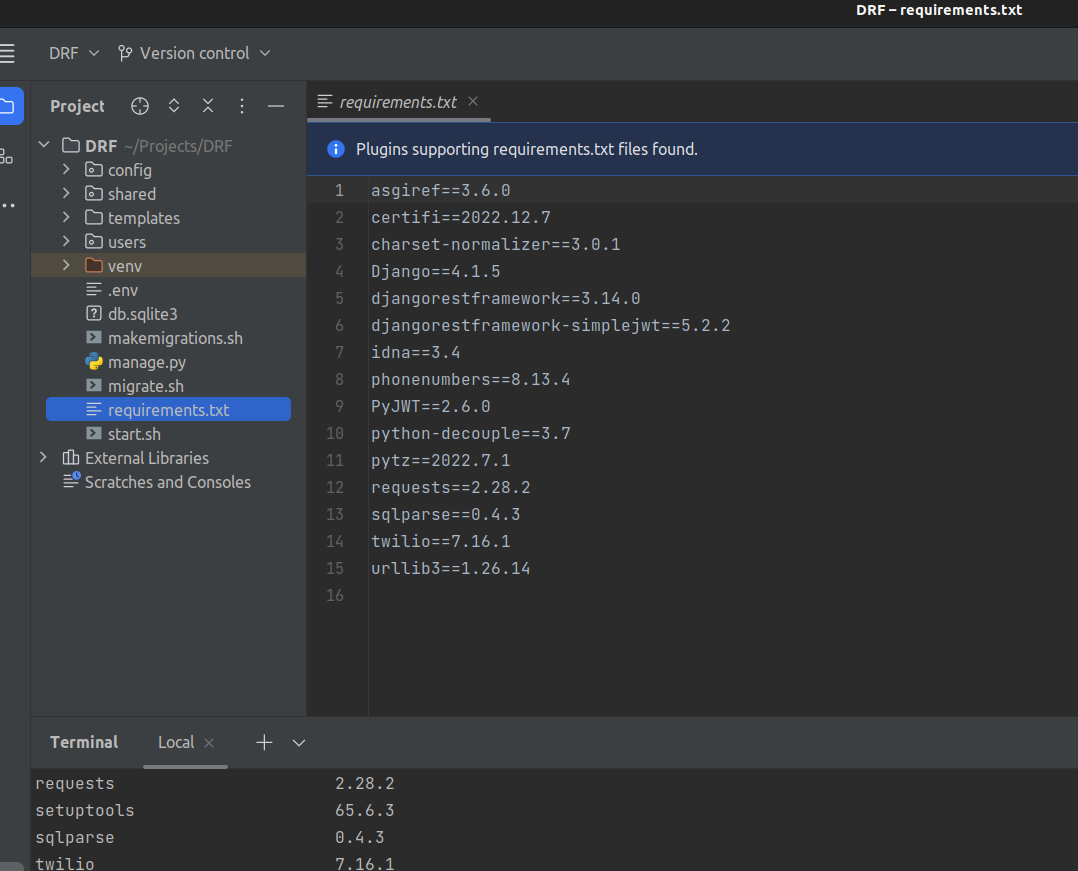 DRF – requirements.txt
DRF Version control
Project
requirements.txt
DRF ~/Projects/DRF
config
shared
templates
users
venv
.env
db.sqlite3
makemigrations.sh
manage.py
migrate.sh
requirements.txt
start.sh
External Libraries
Scratches and Consoles
Plugins supporting requirements.txt files found.
1 asgiref==3.6.0
2 certifi==2022.12.7
3 charset-normalizer==3.0.1
4 Django==4.1.5
5 djangorestframework==3.14.0
6 djangorestframework-simplejwt==5.2.2
7 idna==3.4
8 phonenumbers==8.13.4
9 PyJWT==2.6.0
10 python-decouple==3.7
11 pytz==2022.7.1
12 requests==2.28.2
13 sqlparse==0.4.3
14 twilio==7.16.1
15 urllib3==1.26.14
16
Terminal Local
requests 2.28.2
setuptools 65.6.3
sqlparse 0.4.3
twilio 7.16.1